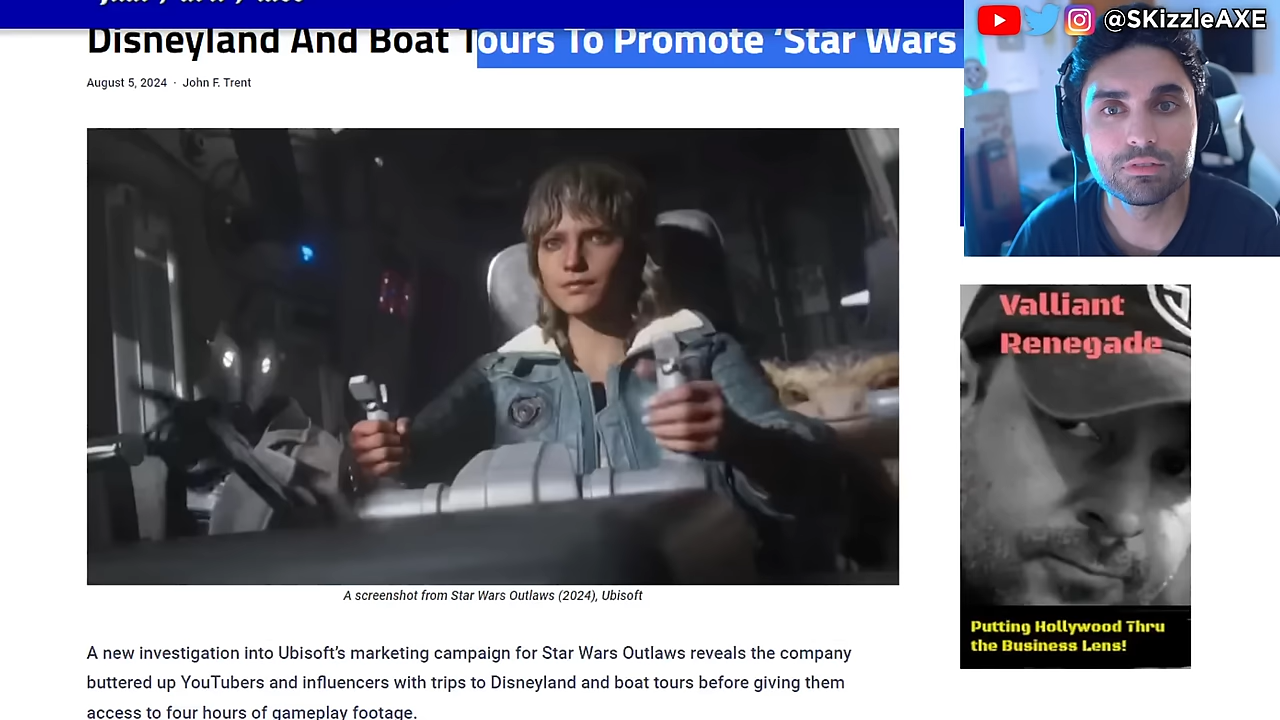 @SKizzleAXE
Disneyland And Boat Tours To Promote ‘Star Wars
August 5, 2024 · John F. Trent
Valliant
Renegade
Putting Hollywood Thru
the Business Lens!
A screenshot from Star Wars Outlaws (2024), Ubisoft
A new investigation into Ubisoft’s marketing campaign for Star Wars Outlaws reveals the company
buttered up YouTubers and influencers with trips to Disneyland and boat tours before giving them
access to four hours of gameplay footage.